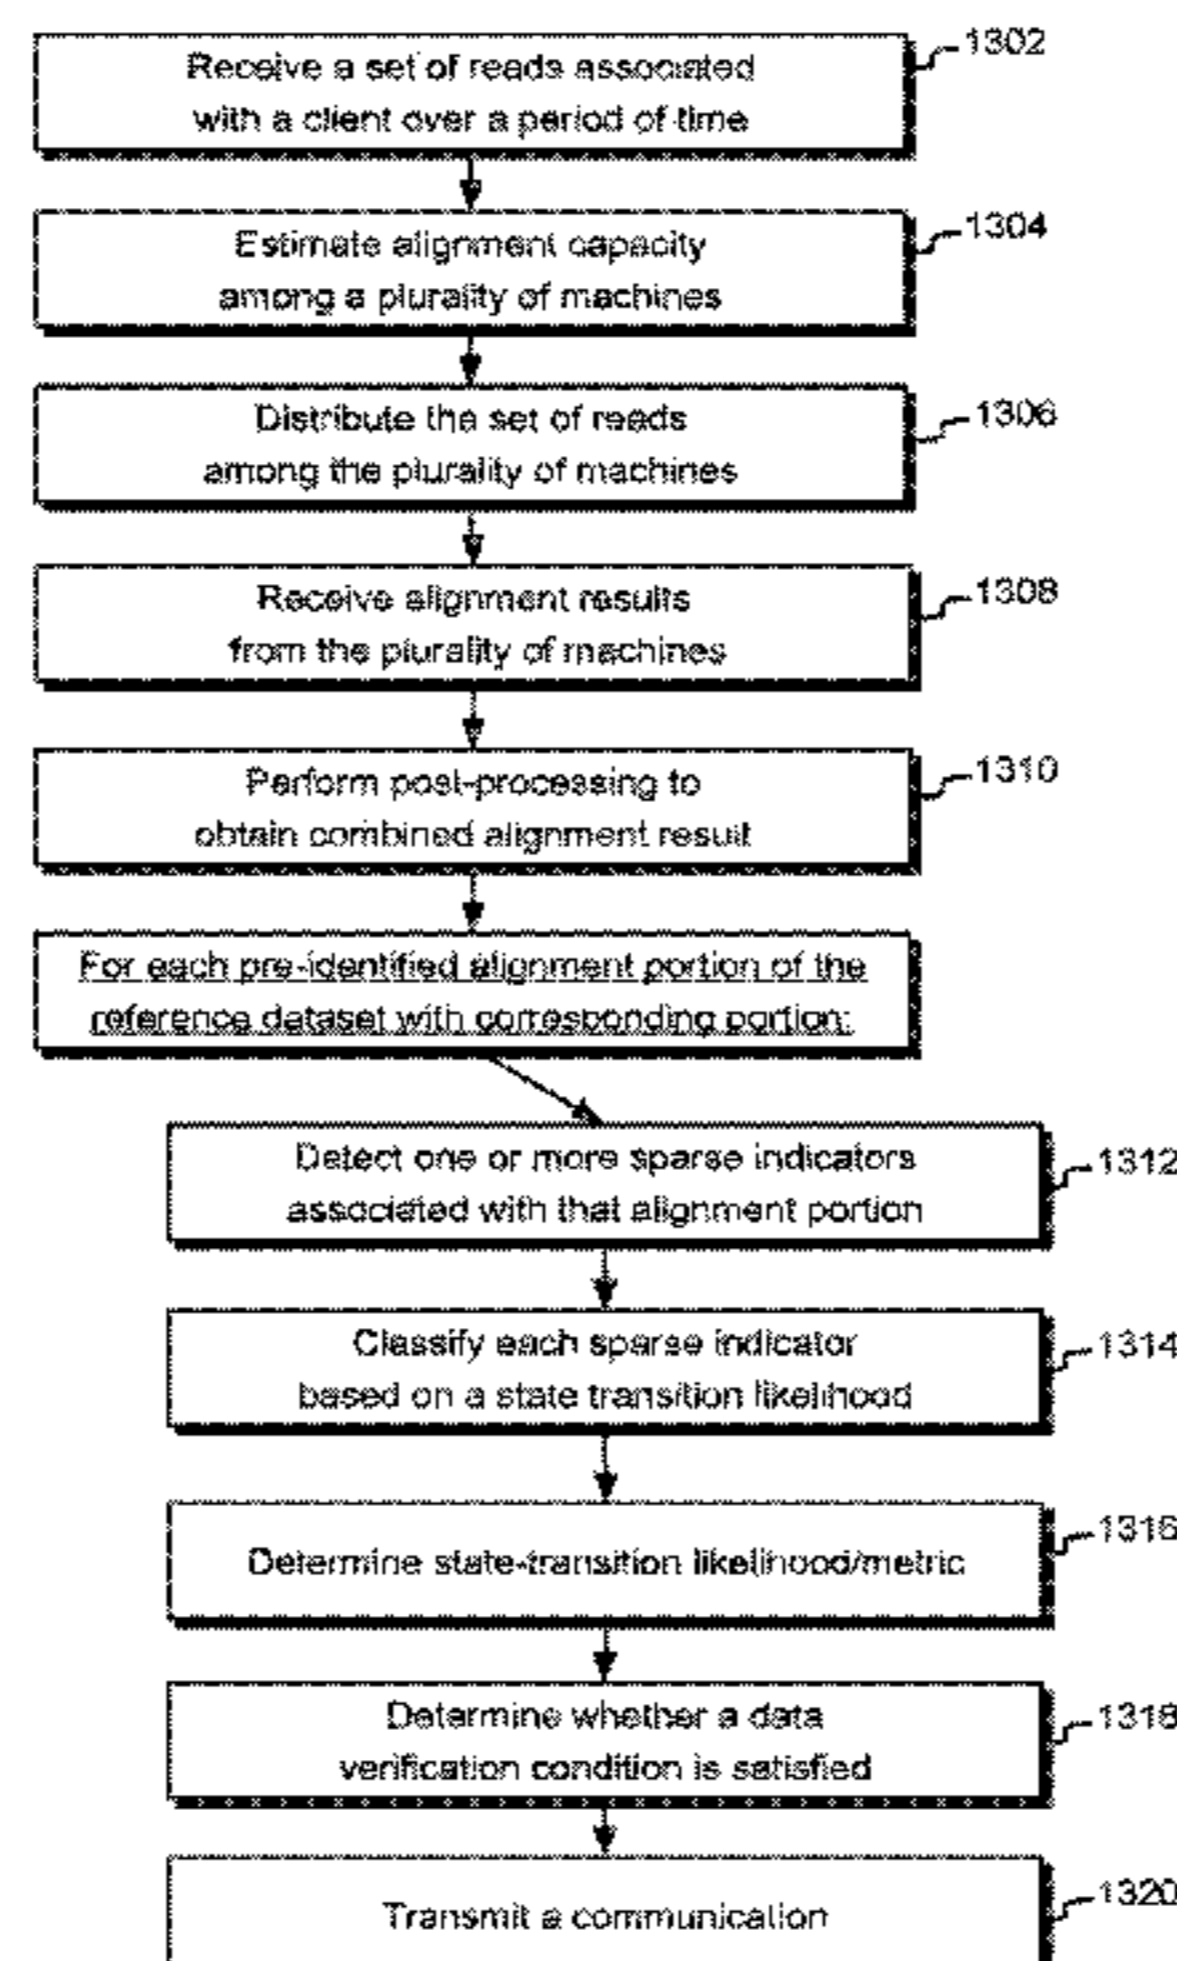 Receive a set of reads associated
with a client over a period of time
1302
Estimate alignment capacity
among a plurality of machines
1304
Distribute the set of reads
among the plurality of machines
1306
Receive alignment results
from the plurality of machines
1308
Perform post-processing to
obtain combined alignment result
1310
For each pre-identified alignment portion of the
reference dataset with corresponding portion:
Detect one or more sparse indicators
associated with that alignment portion
1312
Classify each sparse indicator
based on a state transition likelihood
1314
Determine state-transition likelihood/metric
1316
Determine whether a data
verification condition is satisfied
1318
Transmit a communication
1320